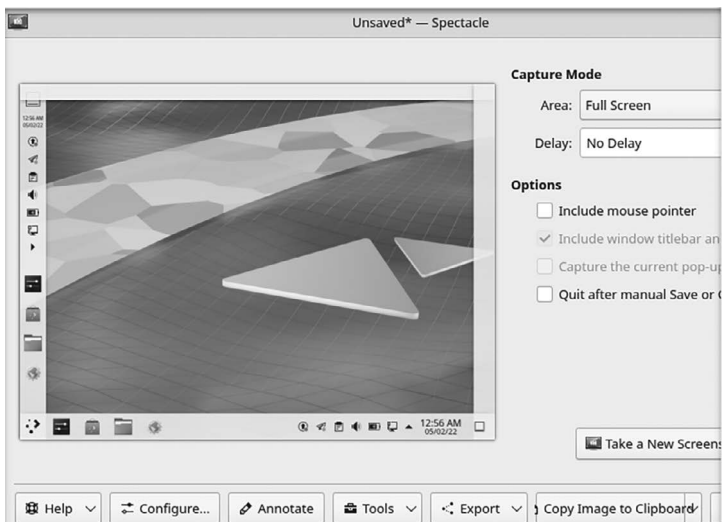 Unsaved* — Spectacle
Capture Mode
Area: Full Screen
Delay: No Delay
Options
Include mouse pointer
Include window titlebar an
Capture the current pop-up
Quit after manual Save or
12:56 AM
05/02/22
12:56 AM
05/02/22
Take a New Screens
Help
Configure...
Annotate
Tools
Export
Copy Image to Clipboard